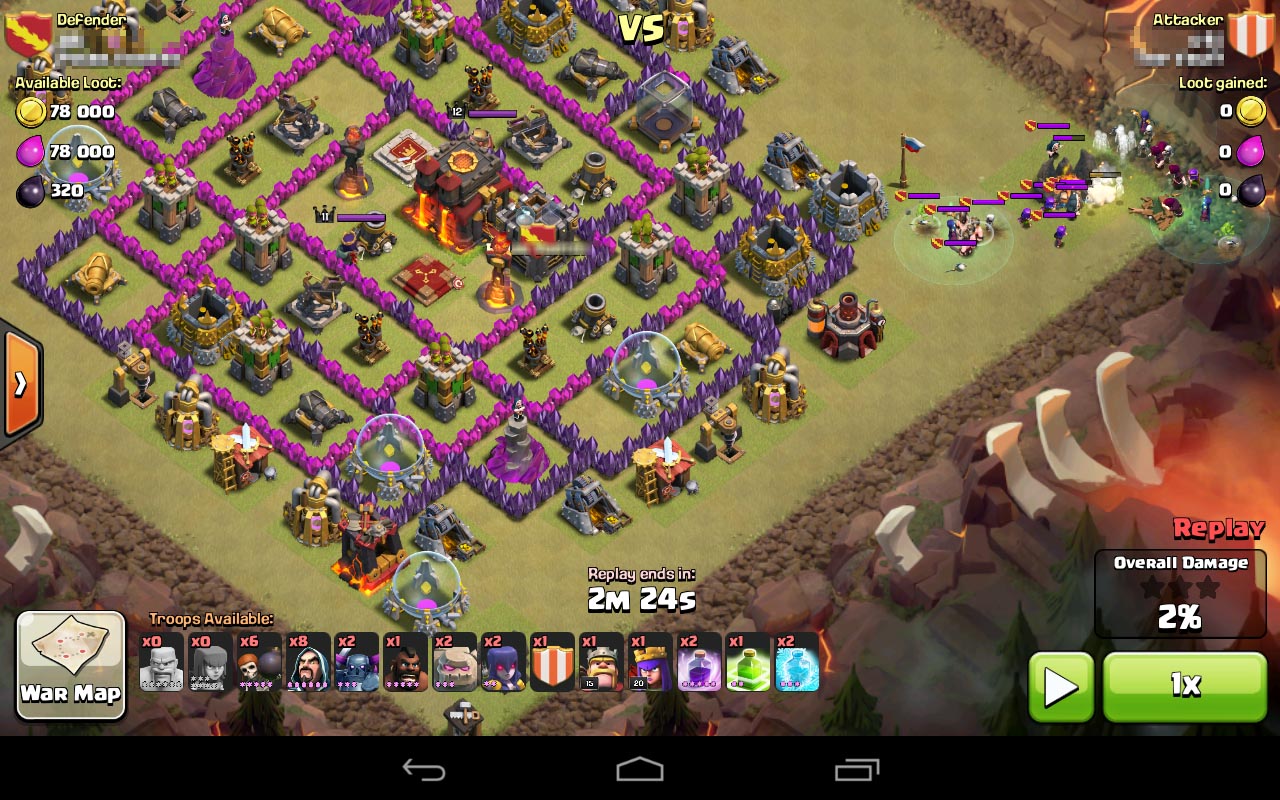 Defender
VS
Attacker
Available Loot:
78 000
78 000
320
Loot gained:
0
0
0
12
11
Replay
Overall Damage
2%
Replay ends in:
2M 24s
Troops Available:
x0 x0 x6 x8 x2 x1 x2 x2 x1 x1 x1 x2 x1 x2
15 20
War Map
1x